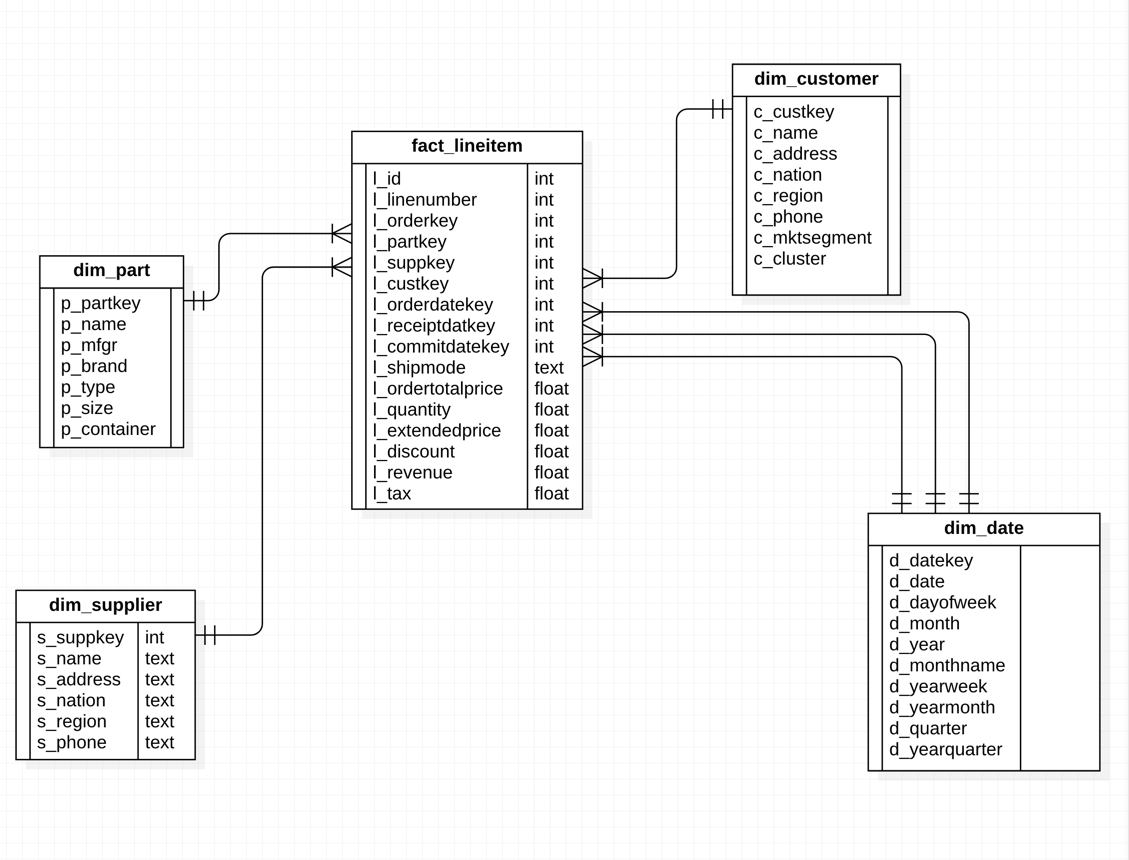 dim_customer
c_custkey
c_name
c_address
c_nation
c_region
c_phone
c_mktsegment
c_cluster
fact_lineitem
l_id int
l_linenumber int
l_orderkey int
l_partkey int
l_suppkey int
l_custkey int
l_orderdatekey int
l_receiptdatkey int
l_commitdatekey int
l_shipmode text
l_ordertotalprice float
l_quantity float
l_extendedprice float
l_discount float
l_revenue float
l_tax float
dim_part
p_partkey
p_name
p_mfgr
p_brand
p_type
p_size
p_container
dim_date
d_datekey
d_date
d_dayofweek
d_month
d_year
d_monthname
d_yearweek
d_yearmonth
d_quarter
d_yearquarter
dim_supplier
s_suppkey int
s_name text
s_address text
s_nation text
s_region text
s_phone text